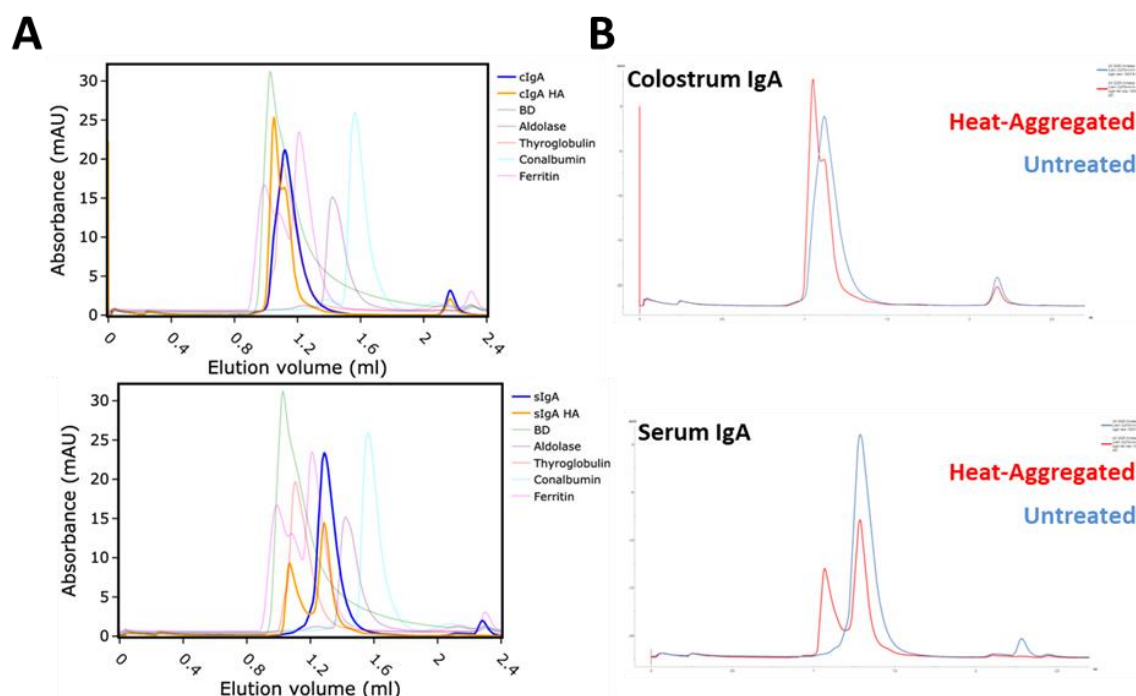 A
B
30
25
20
15
10
5
0
Absorbance (mAU)
cIgA
cIgA HA
BD
Aldolase
Thyroglobulin
Conalbumin
Ferritin
0
0.4
0.8
1.2
1.6
2
2.4
Elution volume (ml)
Colostrum IgA
Heat-Aggregated
Untreated
30
25
20
15
10
5
0
Absorbance (mAU)
sIgA
sIgA HA
BD
Aldolase
Thyroglobulin
Conalbumin
Ferritin
0
0.4
0.8
1.2
1.6
2
2.4
Elution volume (ml)
Serum IgA
Heat-Aggregated
Untreated